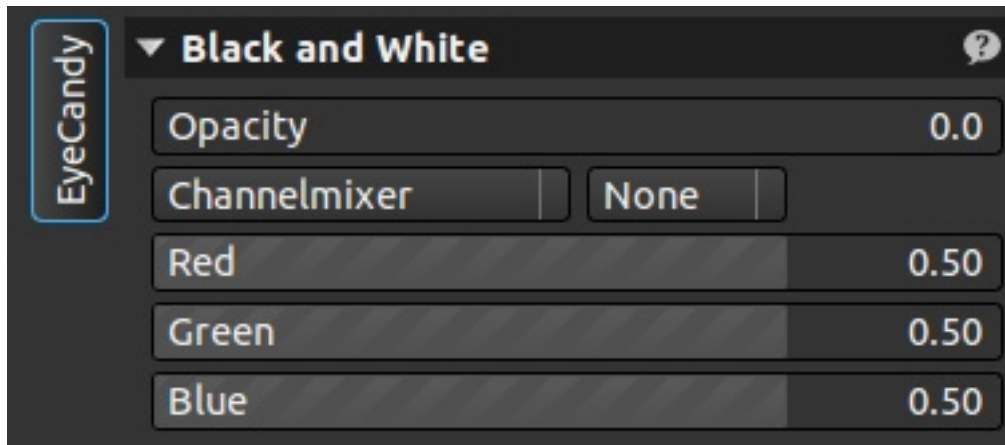 EyeCandy
Black and White ?
Opacity 0.0
Channelmixer None
Red 0.50
Green 0.50
Blue 0.50